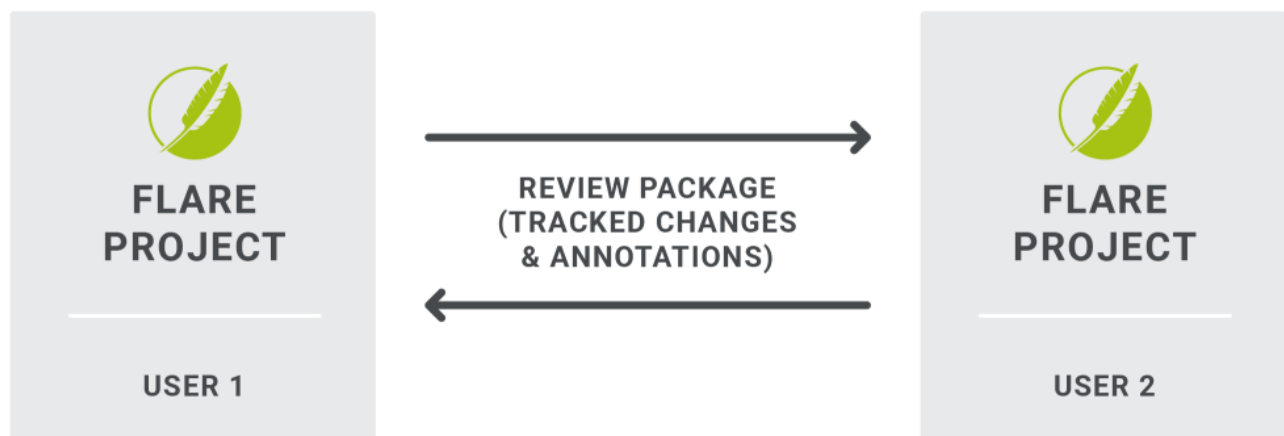 FLARE
PROJECT
USER 1
REVIEW PACKAGE
(TRACKED CHANGES
& ANNOTATIONS)
FLARE
PROJECT
USER 2